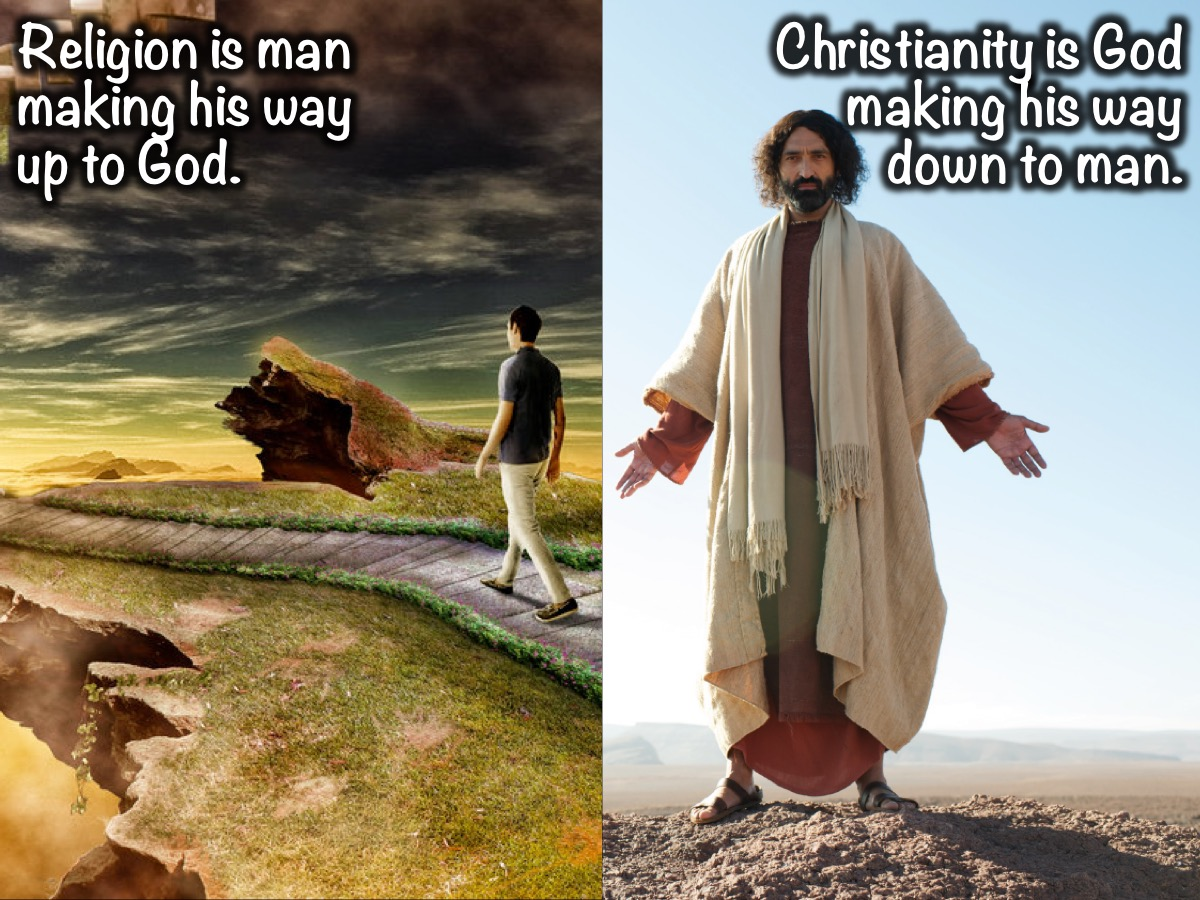 Religion is man
making his way
up to God.
Christianity is God
making his way
down to man.